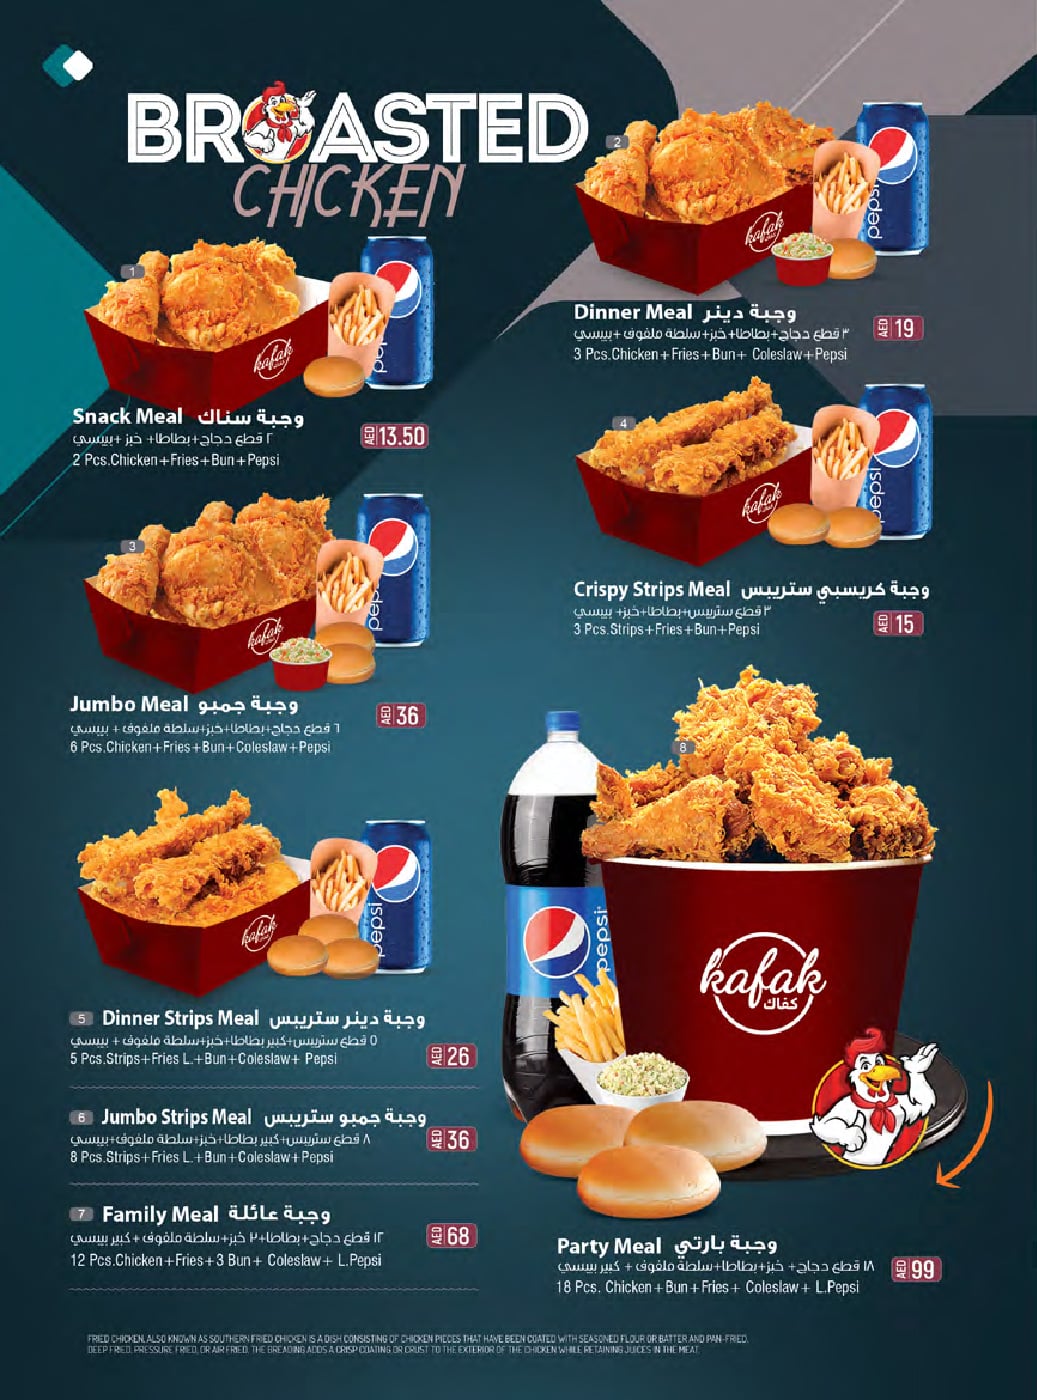 BROASTED
CHICKEN
1
kafak
pepsi
Snack Meal وجبة سناك
٢ قطع دجاج+بطاطا+ خبز +بيبسي
AED 13.50
2 Pcs.Chicken+Fries+Bun+Pepsi
2
kafak
pepsi
Dinner Meal وجبة دينر
٣ قطع دجاج+بطاطا+خبز+سلطة ملفوف +بيبسي
AED 19
3 Pcs.Chicken+Fries+Bun+ Coleslaw+Pepsi
3
kafak
pepsi
Jumbo Meal وجبة جمبو
AED 36
٦ قطع دجاج+بطاطا+خبز+سلطة ملفوف + بيبسي
6 Pcs.Chicken+Fries+Bun+Coleslaw+Pepsi
4
kafak
pepsi
Crispy Strips Meal وجبة كريسبي ستريبس
٣ قطع ستريبس+بطاطا+خبز+ بيبسي
AED 15
3 Pcs.Strips+Fries+Bun+Pepsi
kafak
pepsi
5 Dinner Strips Meal وجبة دينر ستريبس
٥ قطع ستريبس+كبير بطاطا+خبز+سلطة ملفوف + بيبسي
AED 26
5 Pcs.Strips+Fries L.+Bun+Coleslaw+ Pepsi
6 Jumbo Strips Meal وجبة جمبو ستريبس
٨ قطع ستريبس+كبير بطاطا+خبز+سلطة ملفوف+بيبسي
AED 36
8 Pcs.Strips+Fries L.+Bun+Coleslaw+Pepsi
7 Family Meal وجبة عائلة
١٢ قطع دجاج+بطاطا+٣ خبز+سلطة ملفوف + كبير بيبسي
AED 68
12 Pcs.Chicken+Fries+3 Bun+ Coleslaw+ L.Pepsi
8
pepsi
kafak
كفاك
Party Meal وجبة بارتي
١٨ قطع دجاج+ خبز+بطاطا+سلطة ملفوف + كبير بيبسي
AED 99
18 Pcs. Chicken+Bun+Fries+ Coleslaw+ L.Pepsi
FRIED CHICKEN, ALSO KNOWN AS SOUTHERN FRIED CHICKEN IS A DISH CONSISTING OF CHICKEN PIECES THAT HAVE BEEN COATED WITH SEASONED FLOUR OR BATTER AND PAN-FRIED,
DEEP FRIED, PRESSURE FRIED, OR AIR FRIED. THE BREADING ADDS A CRISP COATING OR CRUST TO THE EXTERIOR OF THE CHICKEN WHILE RETAINING JUICES IN THE MEAT.